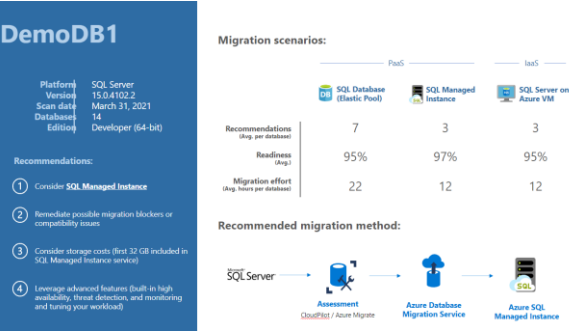 DemoDB1
Platform SQL Server
Version 15.0.4102.2
Scan date March 31, 2021
Databases 14
Edition Developer (64-bit)
Recommendations:
1 Consider SQL Managed Instance
2 Remediate possible migration blockers or
compatibility issues
3 Consider storage costs (first 32 GB included in
SQL Managed Instance service)
4 Leverage advanced features (built-in high
availability, threat detection, and monitoring
and tuning your workload)
Migration scenarios:
PaaS IaaS
DB SQL Database
(Elastic Pool)
SQL Managed
Instance
SQL Server on
Azure VM
Recommendations
(Avg. per database)
7 3 3
Readiness
(Avg.)
95% 97% 95%
Migration effort
(Avg. hours per database)
22 12 12
Recommended migration method:
Microsoft
SQL Server
Assessment
CloudPilot / Azure Migrate
Azure Database
Migration Service
SQL
Azure SQL
Managed Instance